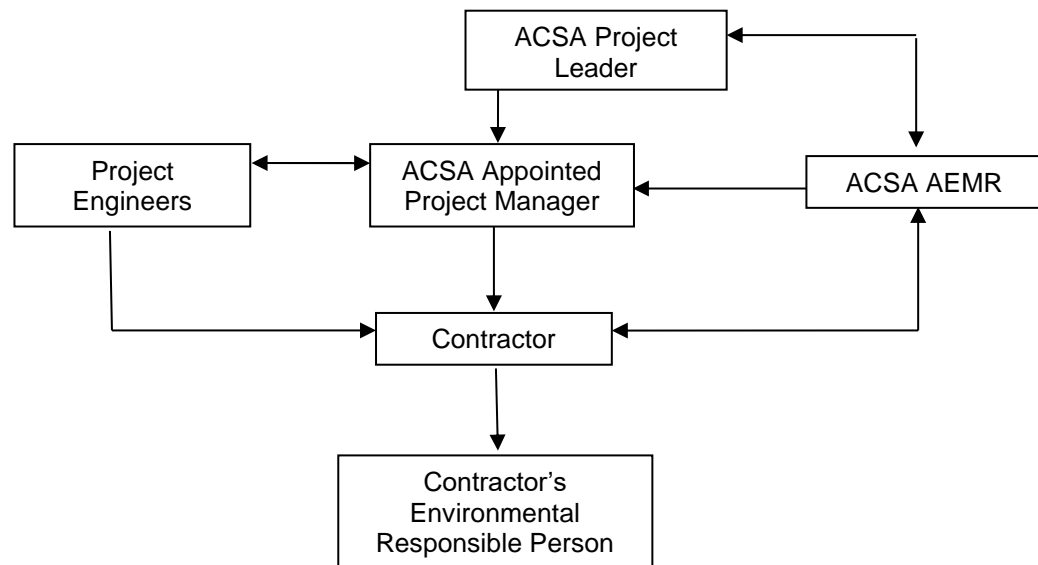 ACSA Project
Leader
Project
Engineers
ACSA Appointed
Project Manager
ACSA AEMR
Contractor
Contractor’s
Environmental
Responsible Person